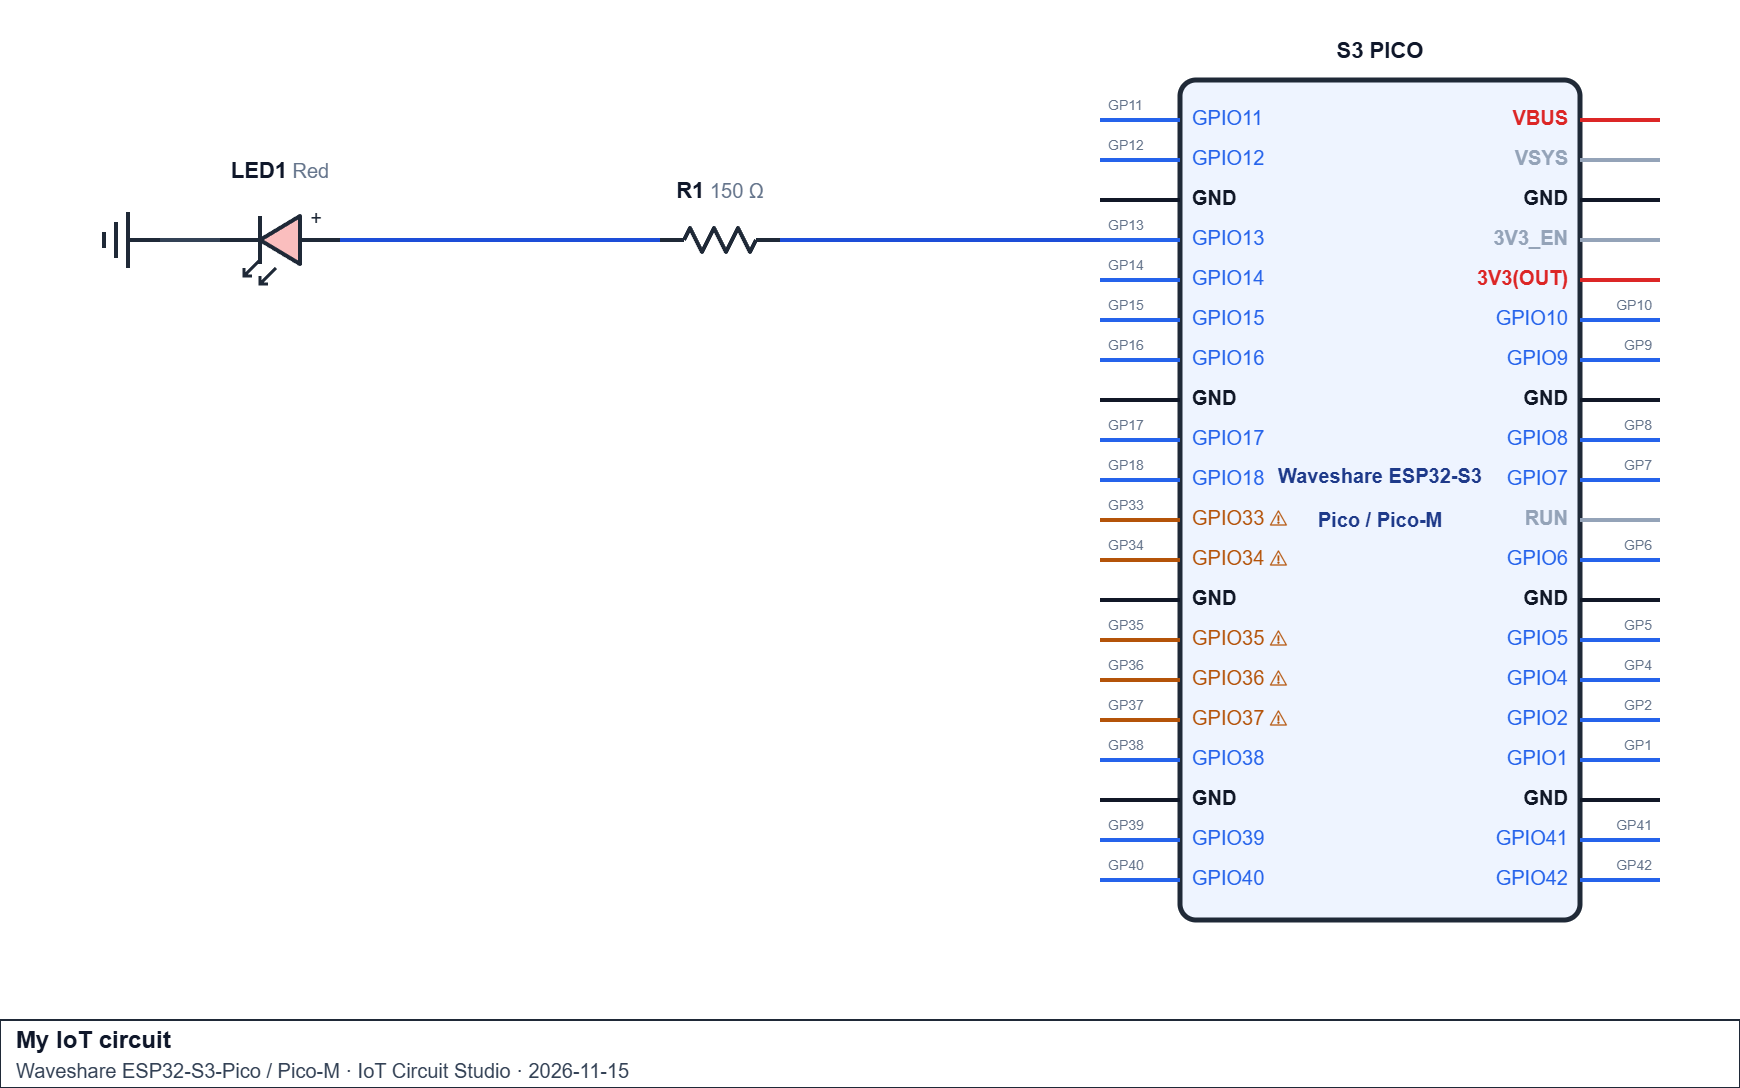 S3 PICO
LED1 Red
+
R1 150 Ω
GP11 GPIO11 VBUS
GP12 GPIO12 VSYS
GND GND
GP13 GPIO13 3V3_EN
GP14 GPIO14 3V3(OUT)
GP15 GPIO15 GPIO10 GP10
GP16 GPIO16 GPIO9 GP9
GND GND
GP17 GPIO17 GPIO8 GP8
GP18 GPIO18 Waveshare ESP32-S3 GPIO7 GP7
GP33 GPIO33 ⚠ Pico / Pico-M RUN
GP34 GPIO34 ⚠ GPIO6 GP6
GND GND
GP35 GPIO35 ⚠ GPIO5 GP5
GP36 GPIO36 ⚠ GPIO4 GP4
GP37 GPIO37 ⚠ GPIO2 GP2
GP38 GPIO38 GPIO1 GP1
GND GND
GP39 GPIO39 GPIO41 GP41
GP40 GPIO40 GPIO42 GP42
My IoT circuit
Waveshare ESP32-S3-Pico / Pico-M · IoT Circuit Studio · 2026-11-15